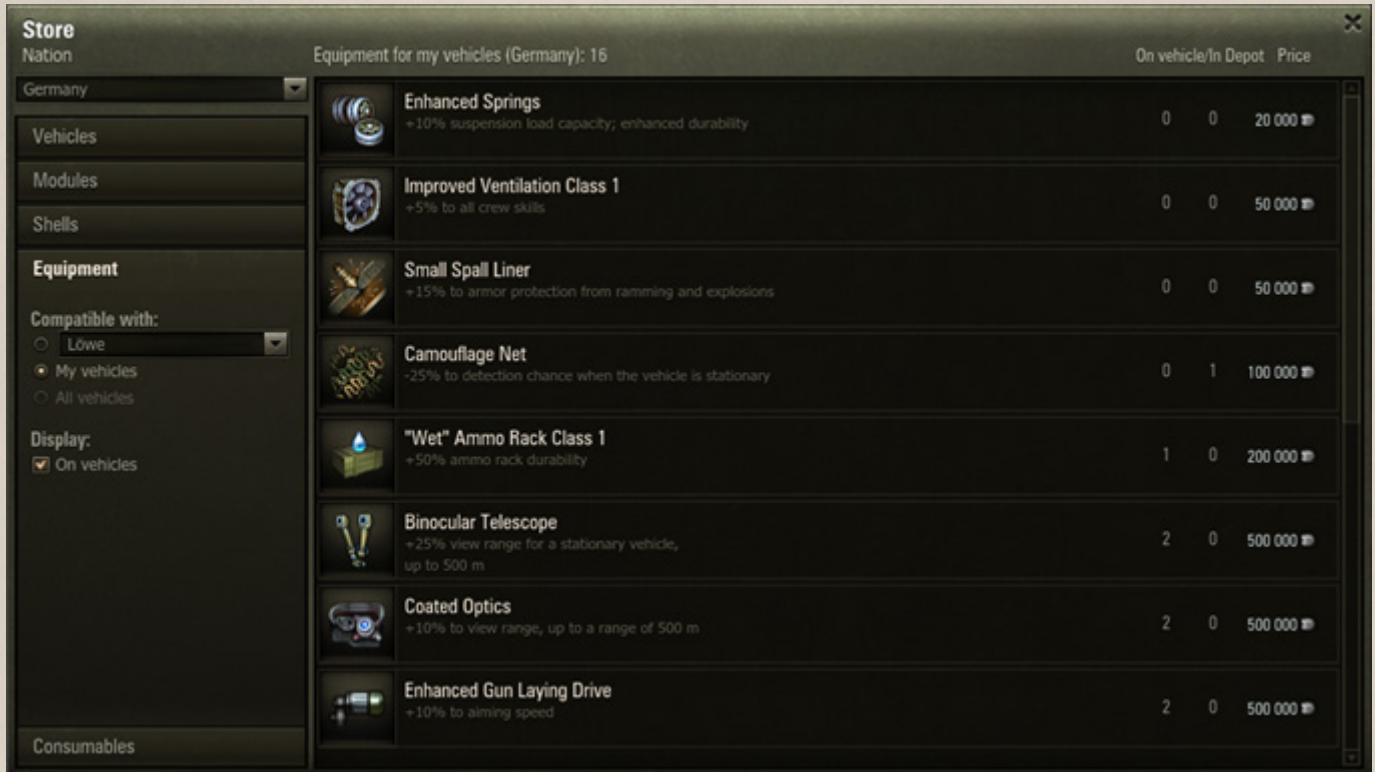 Store
Nation
Germany
Vehicles
Modules
Shells
Equipment
Compatible with:
Löwe
My vehicles
All vehicles
Display:
On vehicles
Consumables
Equipment for my vehicles (Germany): 16
On vehicle/In Depot Price
Enhanced Springs
+10% suspension load capacity; enhanced durability
0 0 20 000
Improved Ventilation Class 1
+5% to all crew skills
0 0 50 000
Small Spall Liner
+15% to armor protection from ramming and explosions
0 0 50 000
Camouflage Net
-25% to detection chance when the vehicle is stationary
0 1 100 000
"Wet" Ammo Rack Class 1
+50% ammo rack durability
1 0 200 000
Binocular Telescope
+25% view range for a stationary vehicle,
up to 500 m
2 0 500 000
Coated Optics
+10% to view range, up to a range of 500 m
2 0 500 000
Enhanced Gun Laying Drive
+10% to aiming speed
2 0 500 000